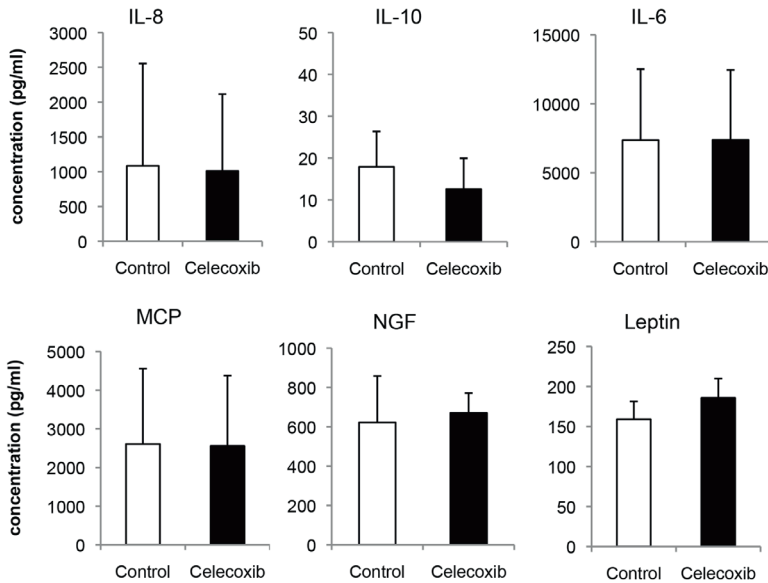 IL-8
concentration (pg/ml)
3000
2500
2000
1500
1000
500
0
Control Celecoxib
IL-10
50
40
30
20
10
0
Control Celecoxib
IL-6
15000
10000
5000
0
Control Celecoxib
MCP
concentration (pg/ml)
5000
4000
3000
2000
1000
0
Control Celecoxib
NGF
1000
800
600
400
200
0
Control Celecoxib
Leptin
250
200
150
100
50
0
Control Celecoxib